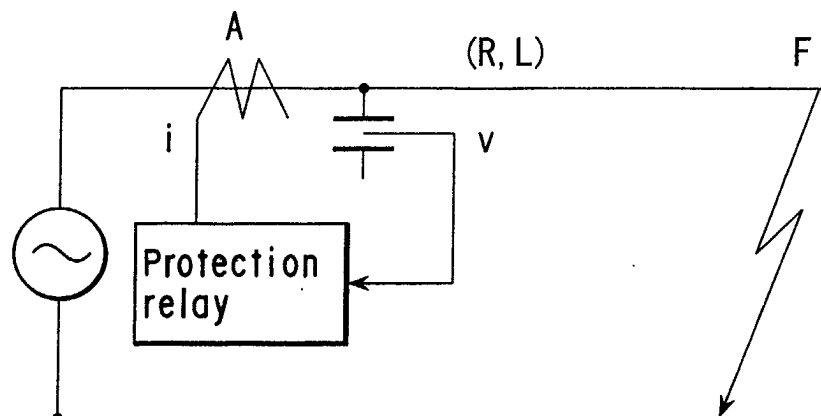 A
(R, L)
F
i
v
Protection
relay